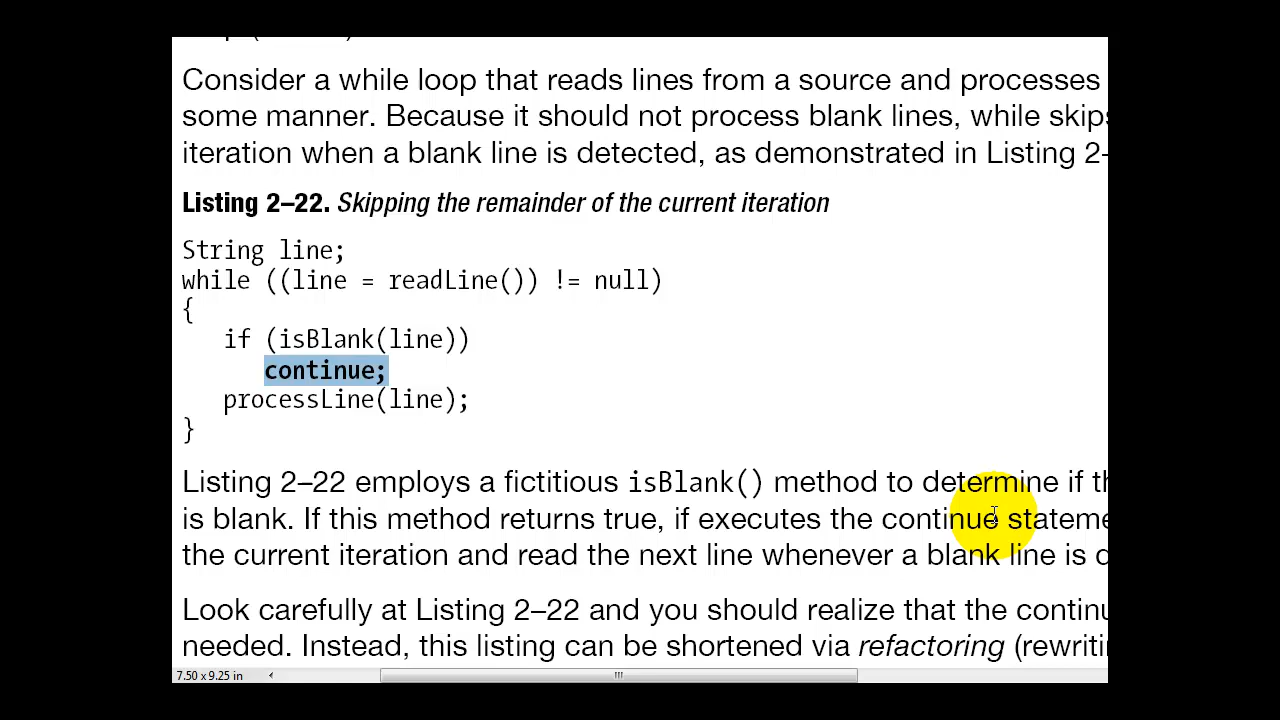 Consider a while loop that reads lines from a source and processes
some manner. Because it should not process blank lines, while skips
iteration when a blank line is detected, as demonstrated in Listing 2-
Listing 2–22. Skipping the remainder of the current iteration
String line;
while ((line = readLine()) != null)
{
if (isBlank(line))
continue;
processLine(line);
}
Listing 2–22 employs a fictitious isBlank() method to determine if
is blank. If this method returns true, if executes the continue
the current iteration and read the next line whenever a blank line is
Look carefully at Listing 2–22 and you should realize that the
needed. Instead, this listing can be shortened via refactoring
7.50 x 9.25 in